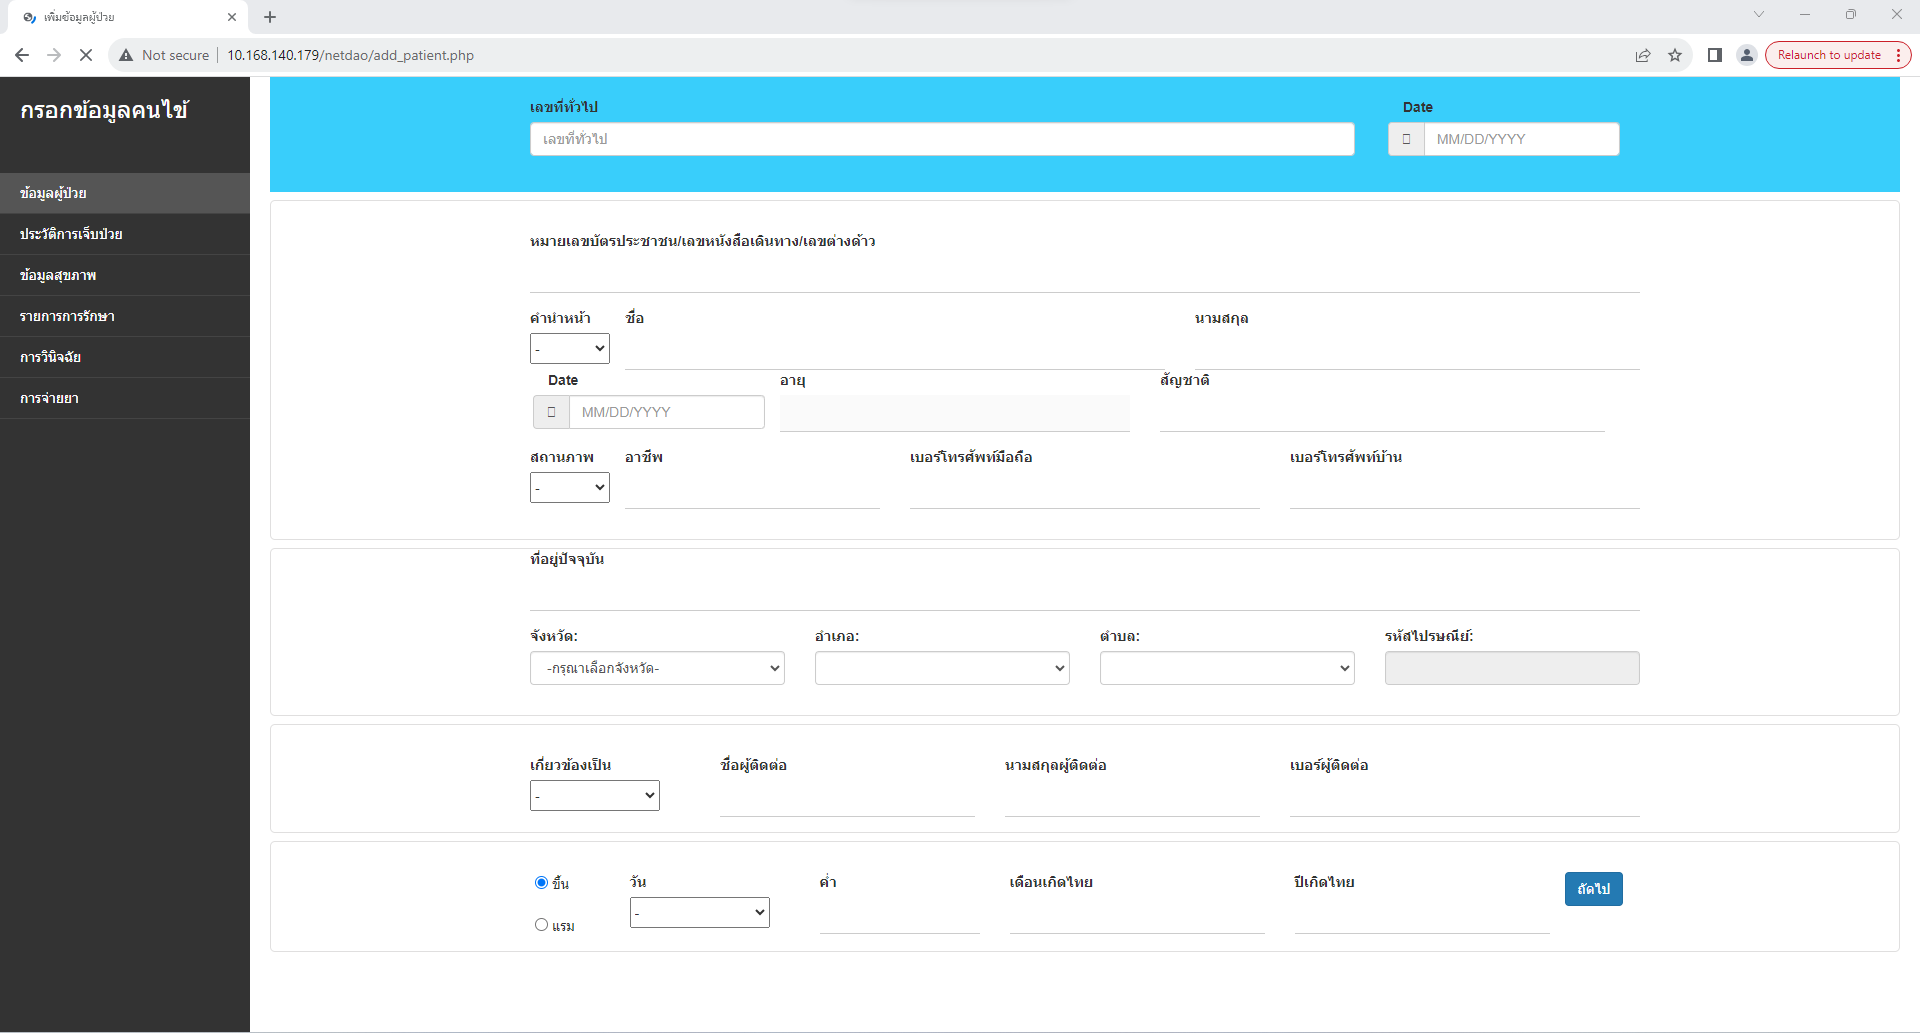 เพิ่มข้อมูลผู้ป่วย
Not secure 10.168.140.179/netdao/add_patient.php
Relaunch to update
กรอกข้อมูลคนไข้
ข้อมูลผู้ป่วย
ประวัติการเจ็บป่วย
ข้อมูลสุขภาพ
รายการการรักษา
การวินิจฉัย
การจ่ายยา
เลขที่ทั่วไป Date
เลขที่ทั่วไป MM/DD/YYYY
หมายเลขบัตรประชาชน/เลขหนังสือเดินทาง/เลขต่างด้าว
คำนำหน้า ชื่อ นามสกุล
-
Date อายุ สัญชาติ
MM/DD/YYYY
สถานภาพ อาชีพ เบอร์โทรศัพท์มือถือ เบอร์โทรศัพท์บ้าน
-
ที่อยู่ปัจจุบัน
จังหวัด: อำเภอ: ตำบล: รหัสไปรษณีย์:
-กรุณาเลือกจังหวัด-
เกี่ยวข้องเป็น ชื่อผู้ติดต่อ นามสกุลผู้ติดต่อ เบอร์ผู้ติดต่อ
-
ขึ้น วัน ค่ำ เดือนเกิดไทย ปีเกิดไทย ถัดไป
-
แรม